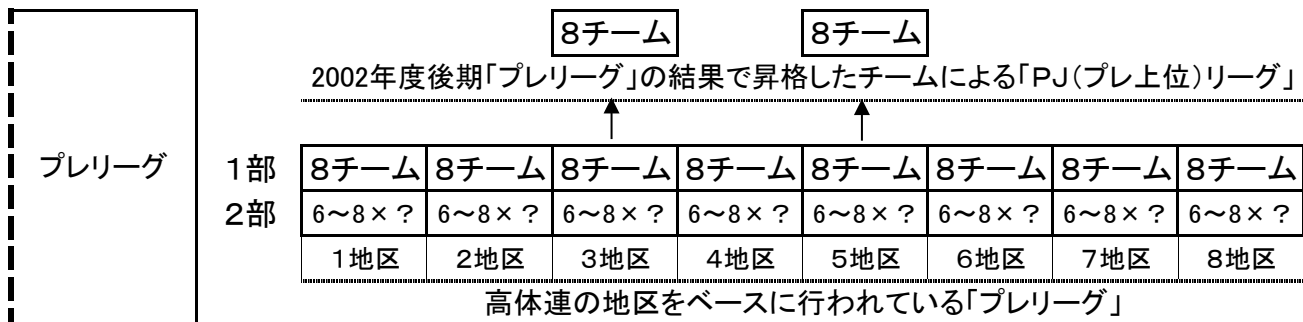 8チーム 8チーム
2002年度後期「プレリーグ」の結果で昇格したチームによる「PJ(プレ上位)リーグ」
プレリーグ 1部 8チーム 8チーム 8チーム 8チーム 8チーム 8チーム 8チーム 8チーム
2部 6~8×? 6~8×? 6~8×? 6~8×? 6~8×? 6~8×? 6~8×? 6~8×?
1地区 2地区 3地区 4地区 5地区 6地区 7地区 8地区
高体連の地区をベースに行われている「プレリーグ」